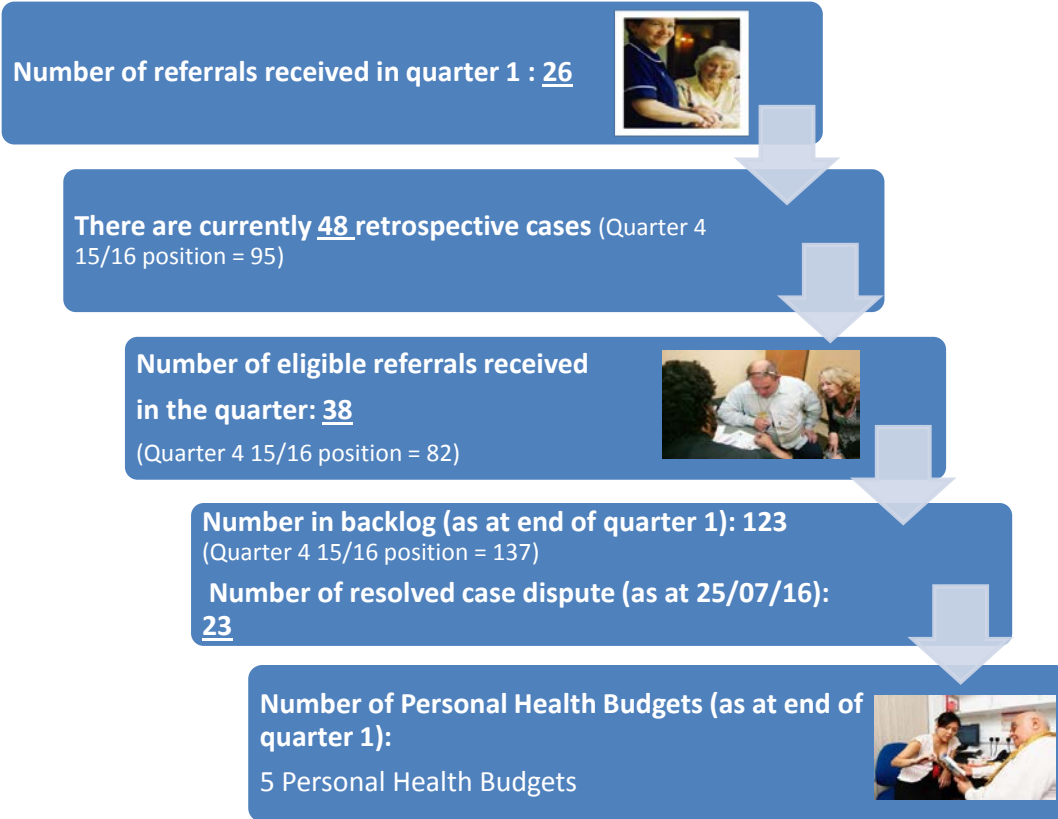 Number of referrals received in quarter 1 : 26
There are currently 48 retrospective cases (Quarter 4
15/16 position = 95)
Number of eligible referrals received
in the quarter: 38
(Quarter 4 15/16 position = 82)
Number in backlog (as at end of quarter 1): 123
(Quarter 4 15/16 position = 137)
Number of resolved case dispute (as at 25/07/16):
23
Number of Personal Health Budgets (as at end of
quarter 1):
5 Personal Health Budgets